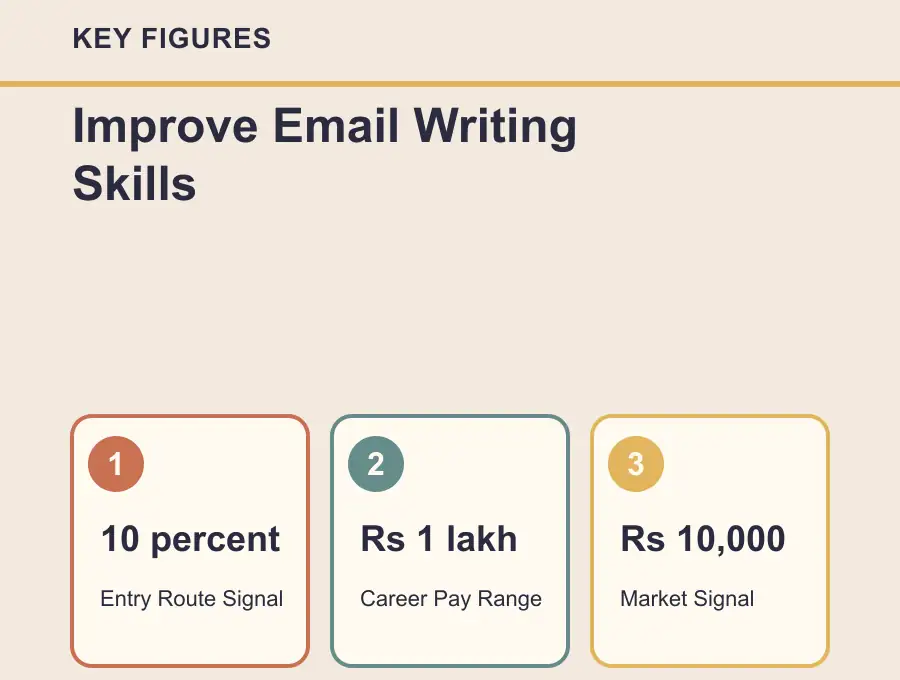 KEY FIGURES
Improve Email Writing
Skills
1
2
3
10 percent
Rs 1 lakh
Rs 10,000
Entry Route Signal
Career Pay Range
Market Signal